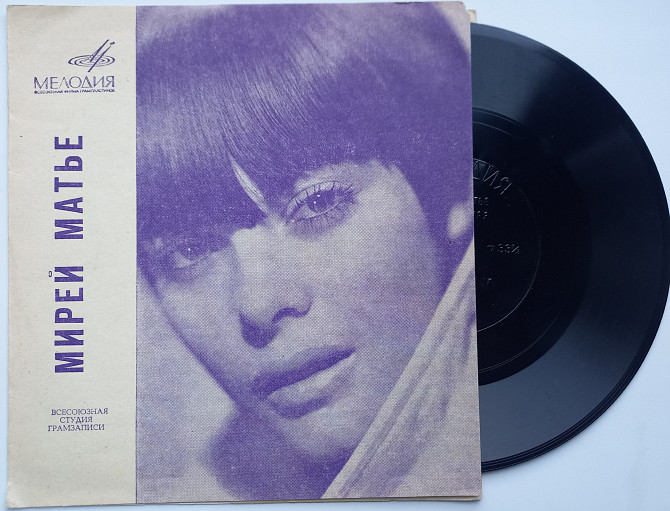 МЕЛОДИЯ
ВСЕСОЮЗНАЯ ФИРМА ГРАМПЛАСТИНОК
МИРЕЙ МАТЬЕ
ВСЕСОЮЗНАЯ
СТУДИЯ
ГРАМЗАПИСИ